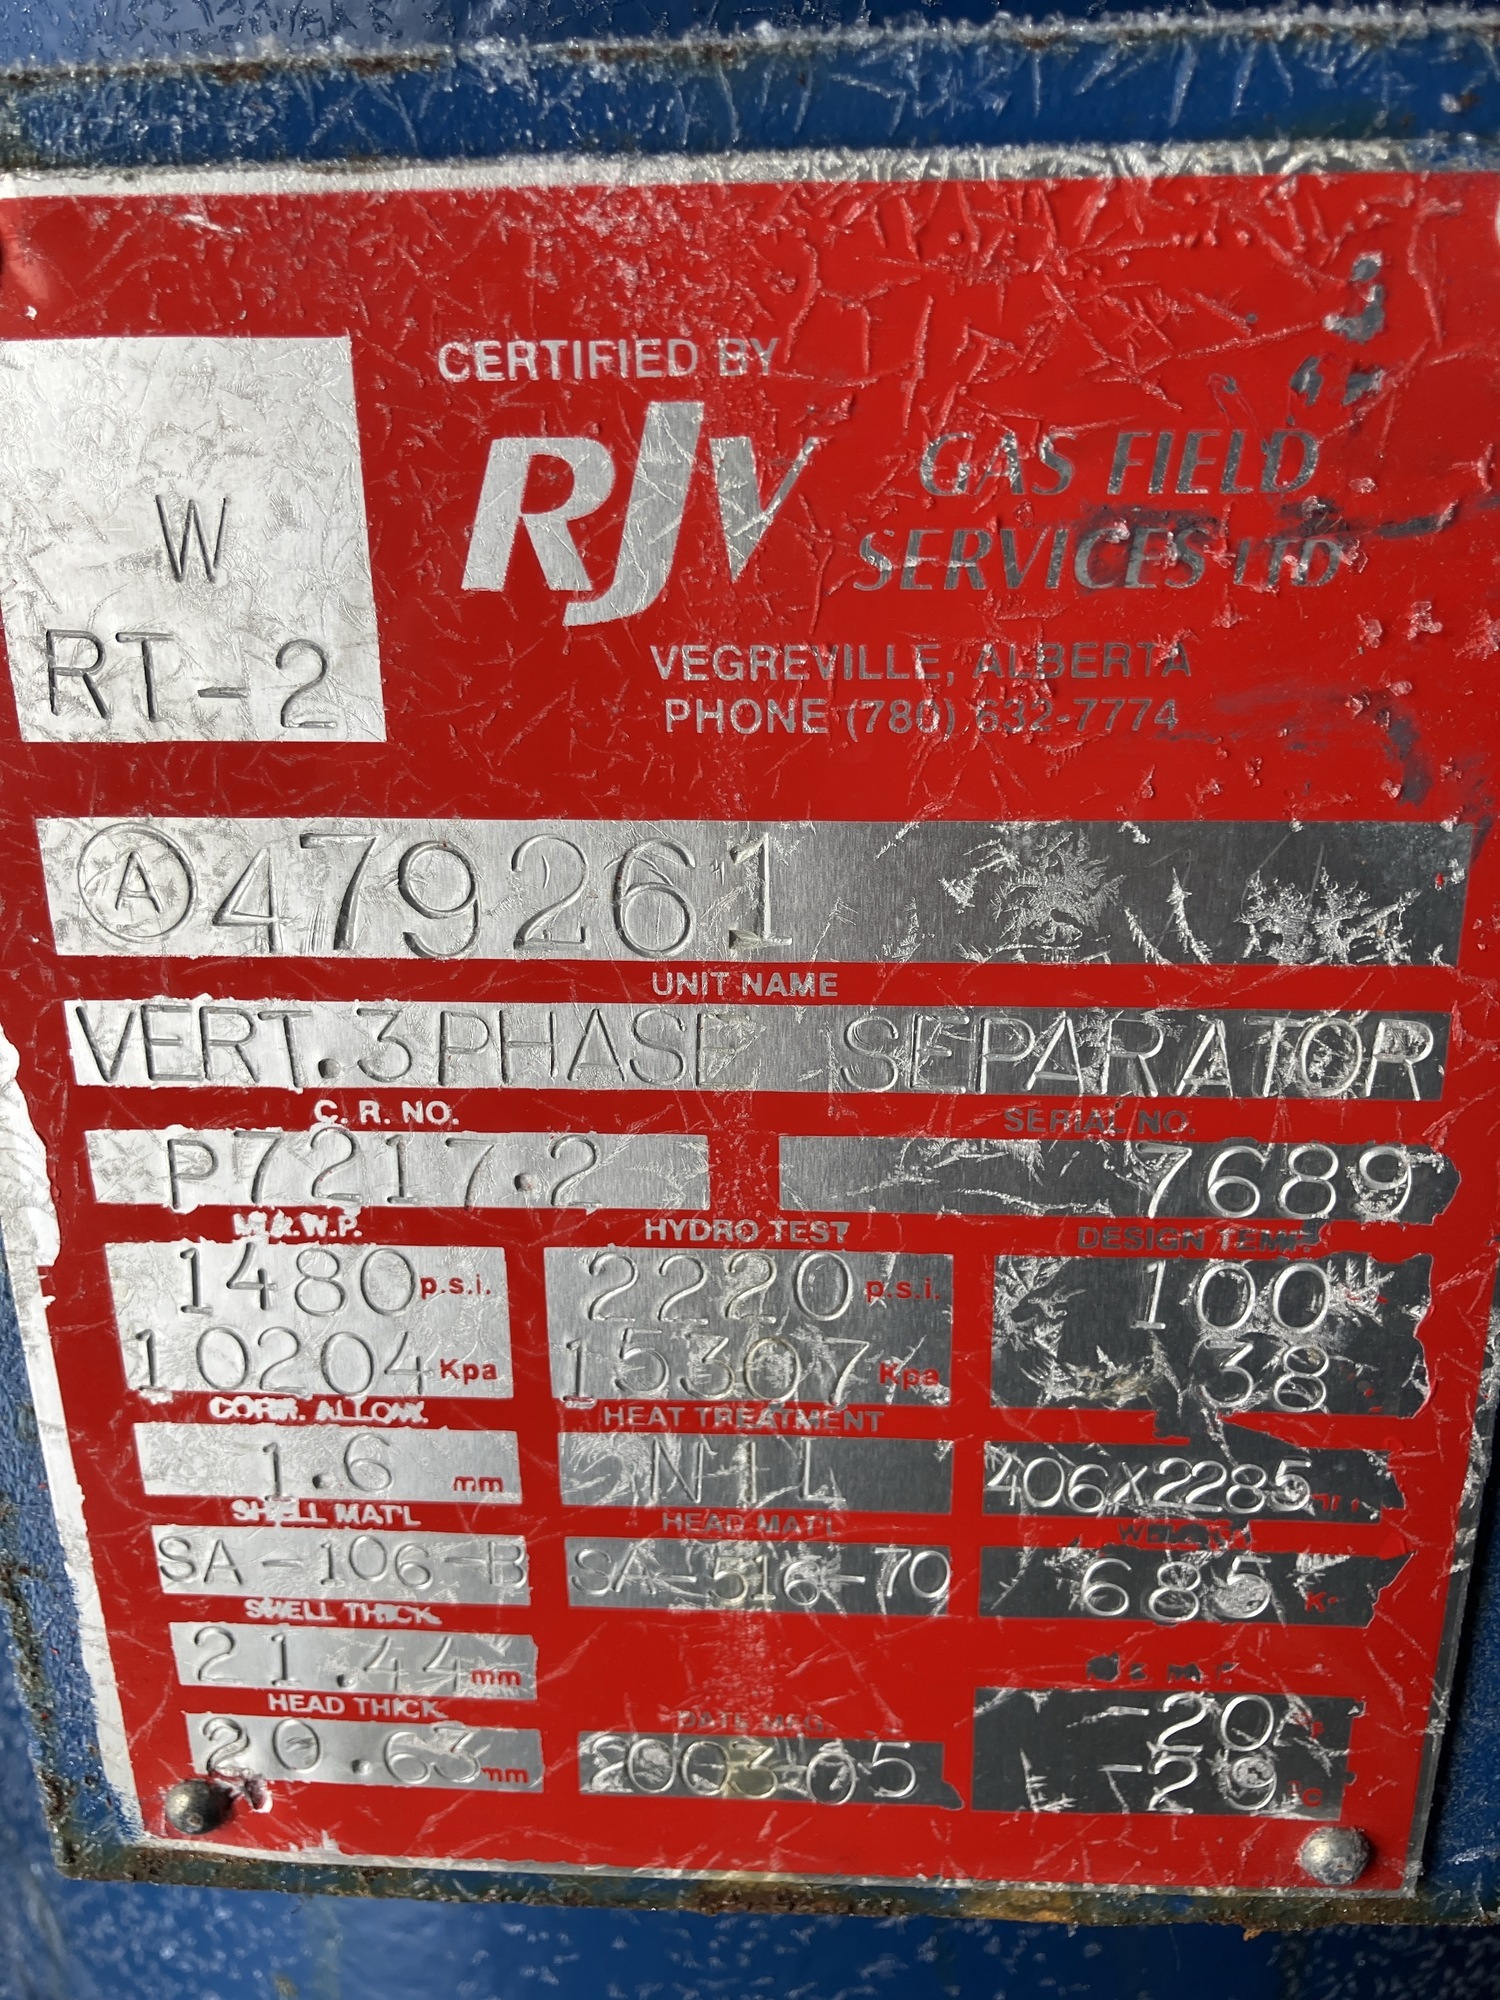 CERTIFIED BY
RJV GAS FIELD
SERVICES LTD
W
RT-2
VEGREVILLE, ALBERTA
PHONE (780) 632-7774
Ⓐ479261
UNIT NAME
VERT.3PHASE SEPARATOR
C. R. NO. SERIAL NO.
P7217.2 7689
M.A.W.P. HYDRO TEST DESIGN TEMP.
1480 p.s.i. 2220 p.s.i. 100
10204 Kpa 15307 Kpa 38
CORR. ALLOW. HEAT TREATMENT
1.6 mm NIL 406X2285
SHELL MAT'L HEAD MAT'L
SA-106-B SA-516-70 685
SHELL THICK
21.44 mm
HEAD THICK DATE MFG. -20
20.63 mm 2003-05 -29 °C